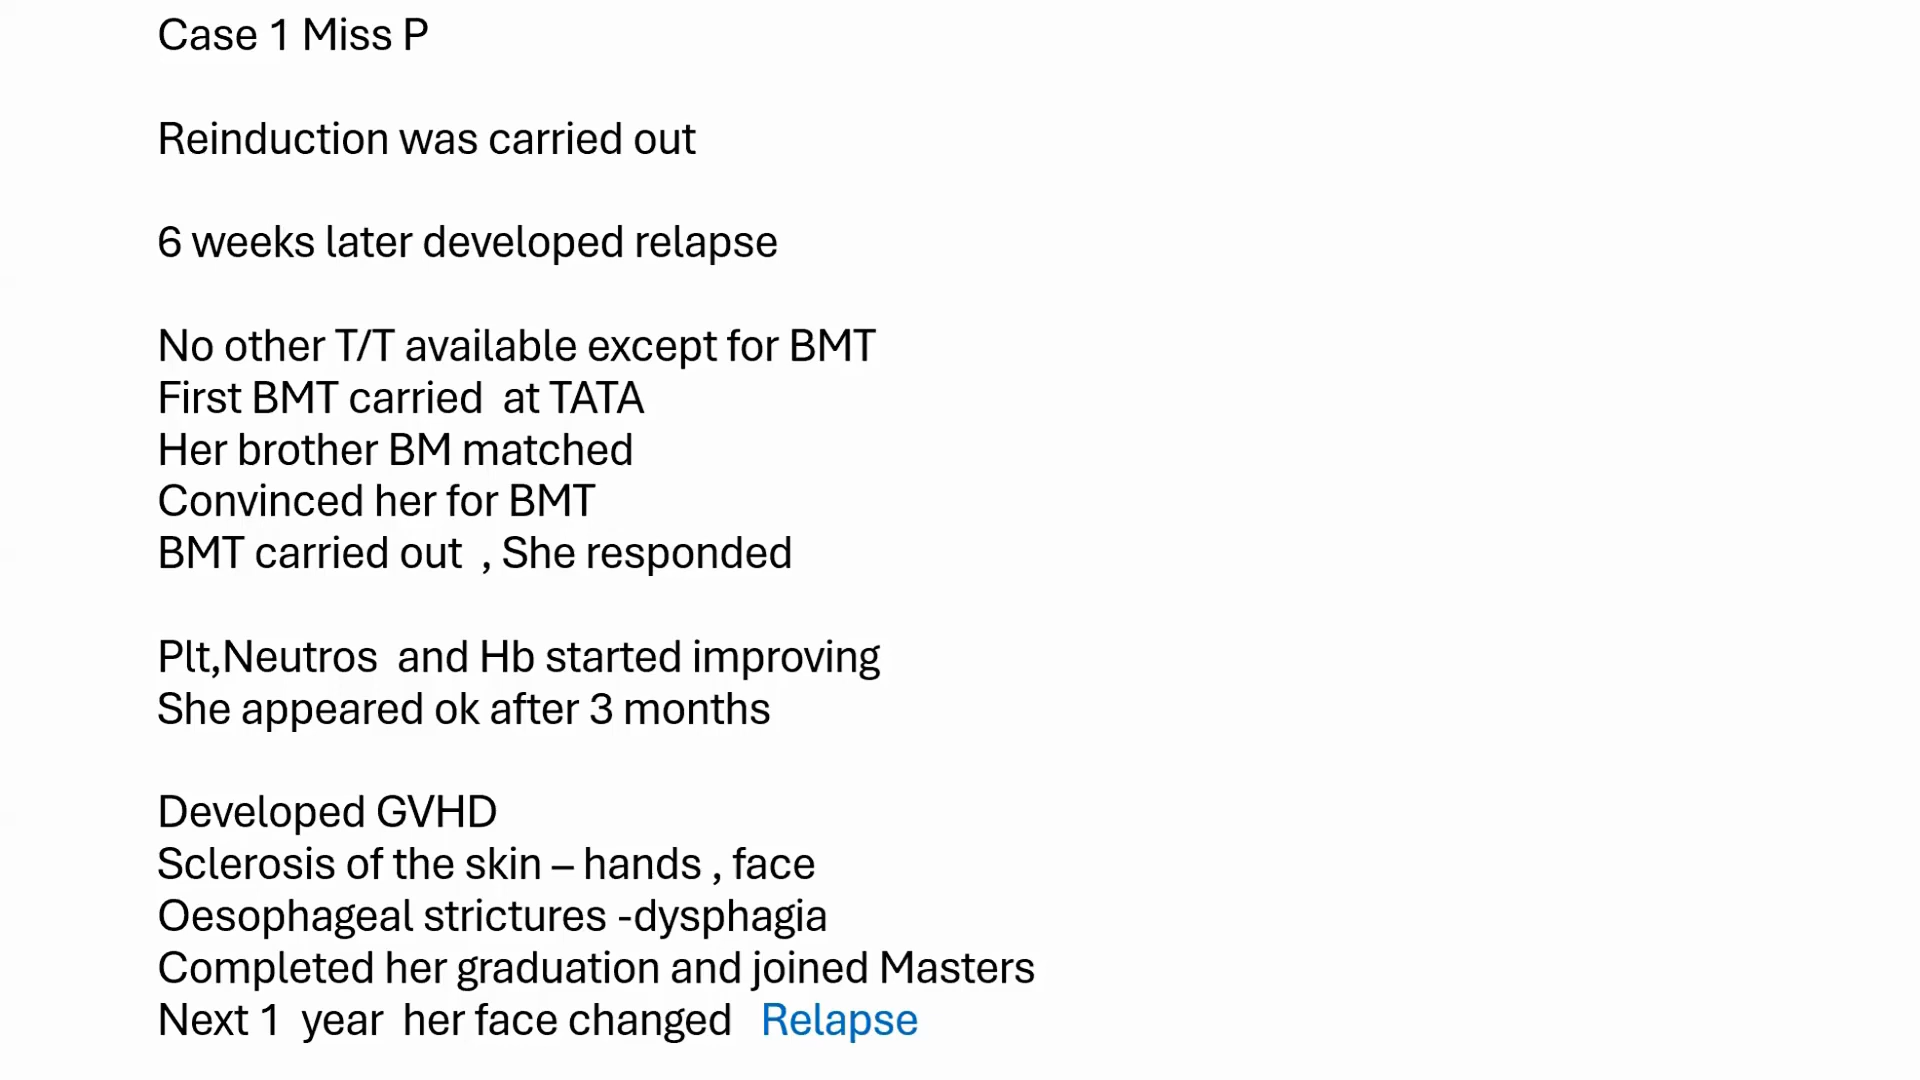 Case 1 Miss P
Reinduction was carried out
6 weeks later developed relapse
No other T/T available except for BMT
First BMT carried  at TATA
Her brother BM matched
Convinced her for BMT
BMT carried out  , She responded
Plt,Neutros  and Hb started improving
She appeared ok after 3 months
Developed GVHD
Sclerosis of the skin – hands , face
Oesophageal strictures -dysphagia
Completed her graduation and joined Masters
Next 1  year  her face changed   Relapse